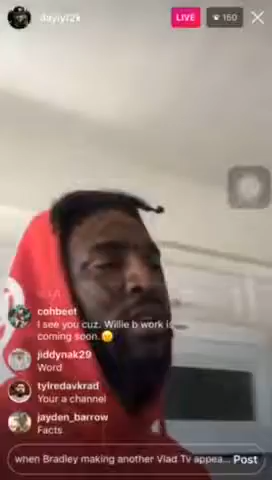 dayiyi2k
LIVE
160
cohbeet
I see you cuz. Willie b work is
coming soon.
jiddynak29
Word
tylredavkrad
Your a channel
jayden_barrow
Facts
when Bradley making another Vlad Tv appea... Post